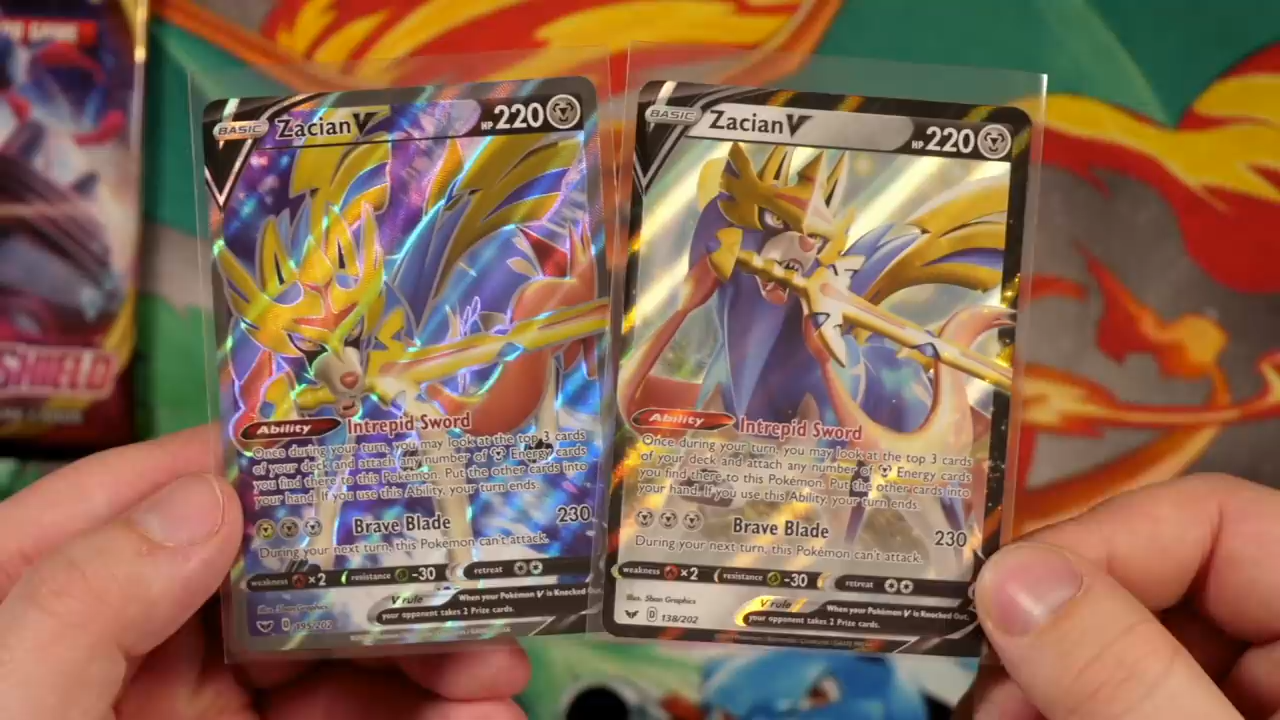 SHIELD
BASIC
Zacian V
HP 220
Ability
Intrepid Sword
Once during your turn, you may look at the top 3 cards
of your deck and attach any number of Energy cards
you find there to this Pokémon. Put the other cards into
your hand. If you use this Ability, your turn ends.
Brave Blade
230
During your next turn, this Pokémon can't attack.
weakness ×2 resistance -30 retreat
Illus. 5ban Graphics
V rule
When your Pokémon V is Knocked Out,
your opponent takes 2 Prize cards.
D 195/202
BASIC
Zacian V
HP 220
Ability
Intrepid Sword
Once during your turn, you may look at the top 3 cards
of your deck and attach any number of Energy cards
you find there to this Pokémon. Put the other cards into
your hand. If you use this Ability, your turn ends.
Brave Blade
230
During your next turn, this Pokémon can't attack.
weakness ×2 resistance -30 retreat
Illus. 5ban Graphics
V rule
When your Pokémon V is Knocked Out,
your opponent takes 2 Prize cards.
D 138/202